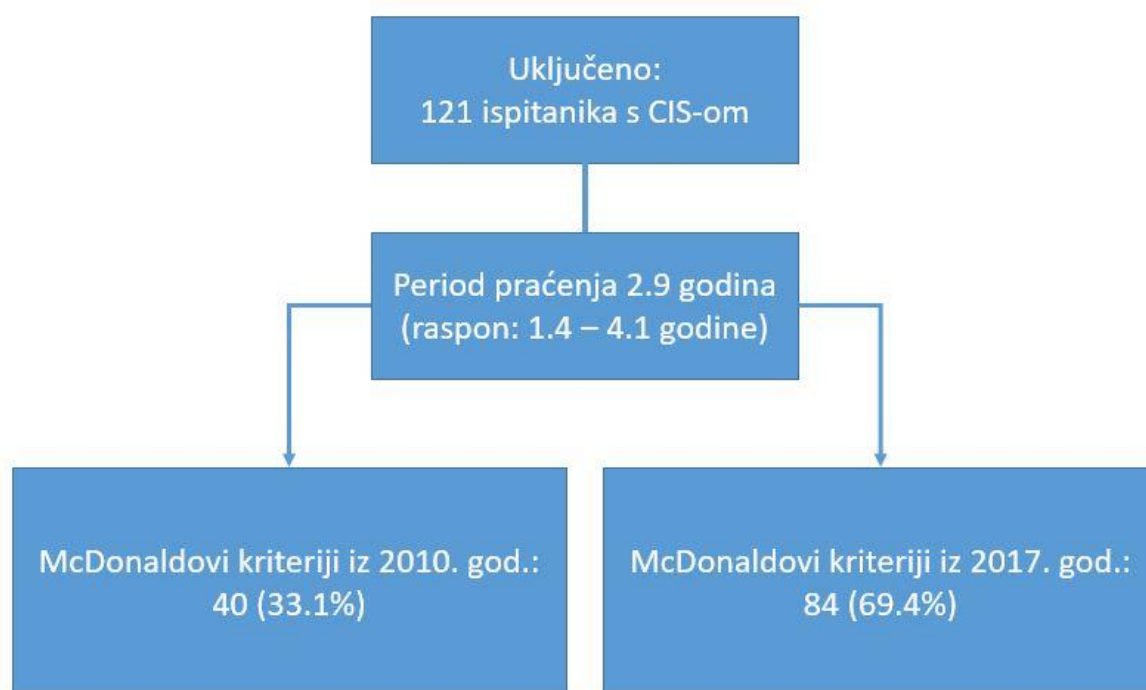 Uključeno:
121 ispitanika s CIS-om
Period praćenja 2.9 godina
(raspon: 1.4 – 4.1 godine)
McDonaldovi kriteriji iz 2010. god.:
40 (33.1%)
McDonaldovi kriteriji iz 2017. god.:
84 (69.4%)